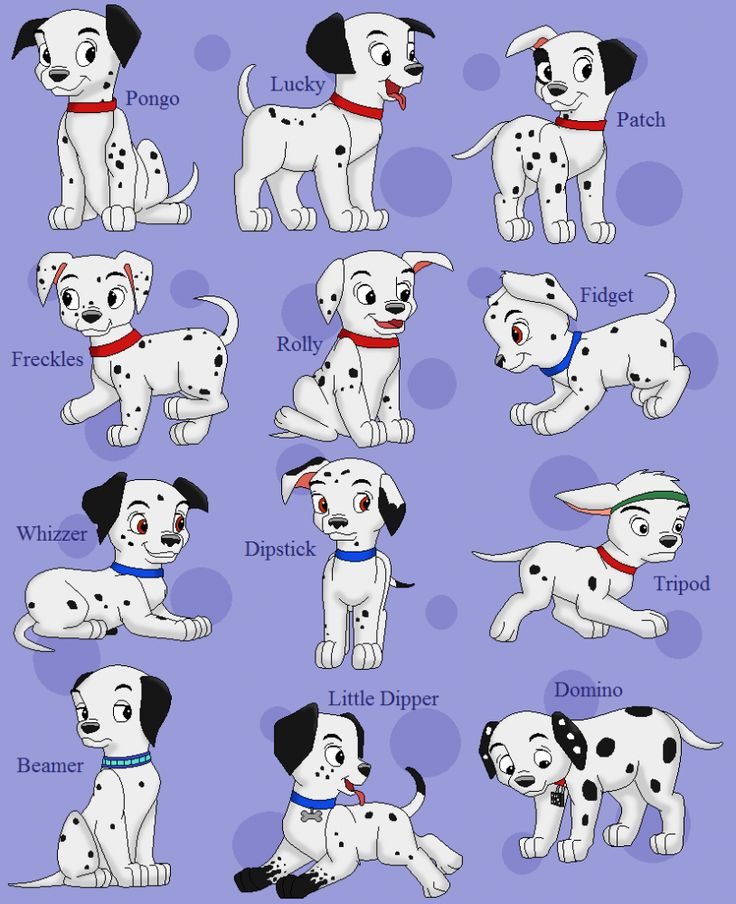 Pongo
Lucky
Patch
Freckles
Rolly
Fidget
Whizzer
Dipstick
Tripod
Beamer
Little Dipper
Domino